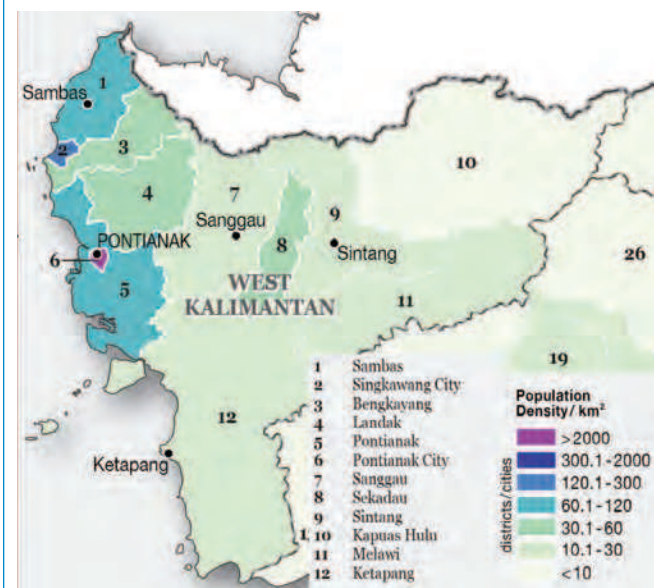 1
Sambas
2
3
10
4
7
9
Sanggau
PONTIANAK
8
Sintang
6
26
5
WEST
KALIMANTAN
11
19
12
Ketapang
1 Sambas
2 Singkawang City
3 Bengkayang
4 Landak
5 Pontianak
6 Pontianak City
7 Sanggau
8 Sekadau
9 Sintang
10 Kapuas Hulu
11 Melawi
12 Ketapang
1
Population
Density/ km²
districts/cities
>2000
300.1-2000
120.1-300
60.1-120
30.1-60
10.1-30
<10